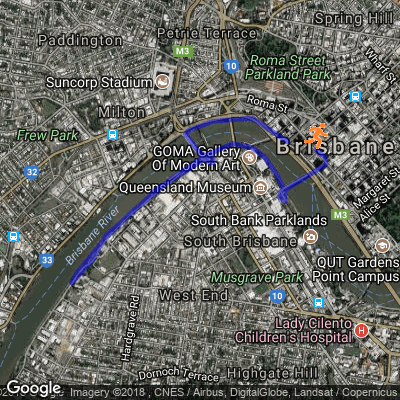 Spring Hill
Paddington
Petrie Terrace
M3
Roma Street
Parkland Park
Wharf St
10
Suncorp Stadium
Roma St
Milton
Frew Park
GOMA Gallery
Of Modern Art
Brisbane
32
Queensland Museum
Margaret St
Alice St
M3
South Bank Parklands
Brisbane River
South Brisbane
33
QUT Gardens
Point Campus
Musgrave Park
West End
10
Hardgrave Rd
Lady Cilento
Children's Hospital
Dornoch Terrace
Highgate Hill
Google
Imagery ©2018 , CNES / Airbus, DigitalGlobe, Landsat / Copernicus